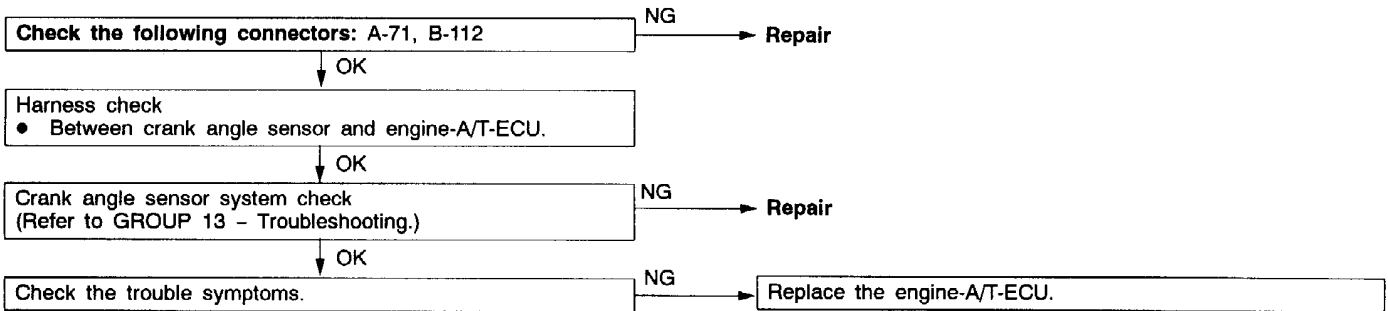 NG
Check the following connectors: A-71, B-112
Repair
OK
Harness check
● Between crank angle sensor and engine-A/T-ECU.
OK
Crank angle sensor system check
NG
(Refer to GROUP 13 – Troubleshooting.)
Repair
OK
NG
Check the trouble symptoms.
Replace the engine-A/T-ECU.